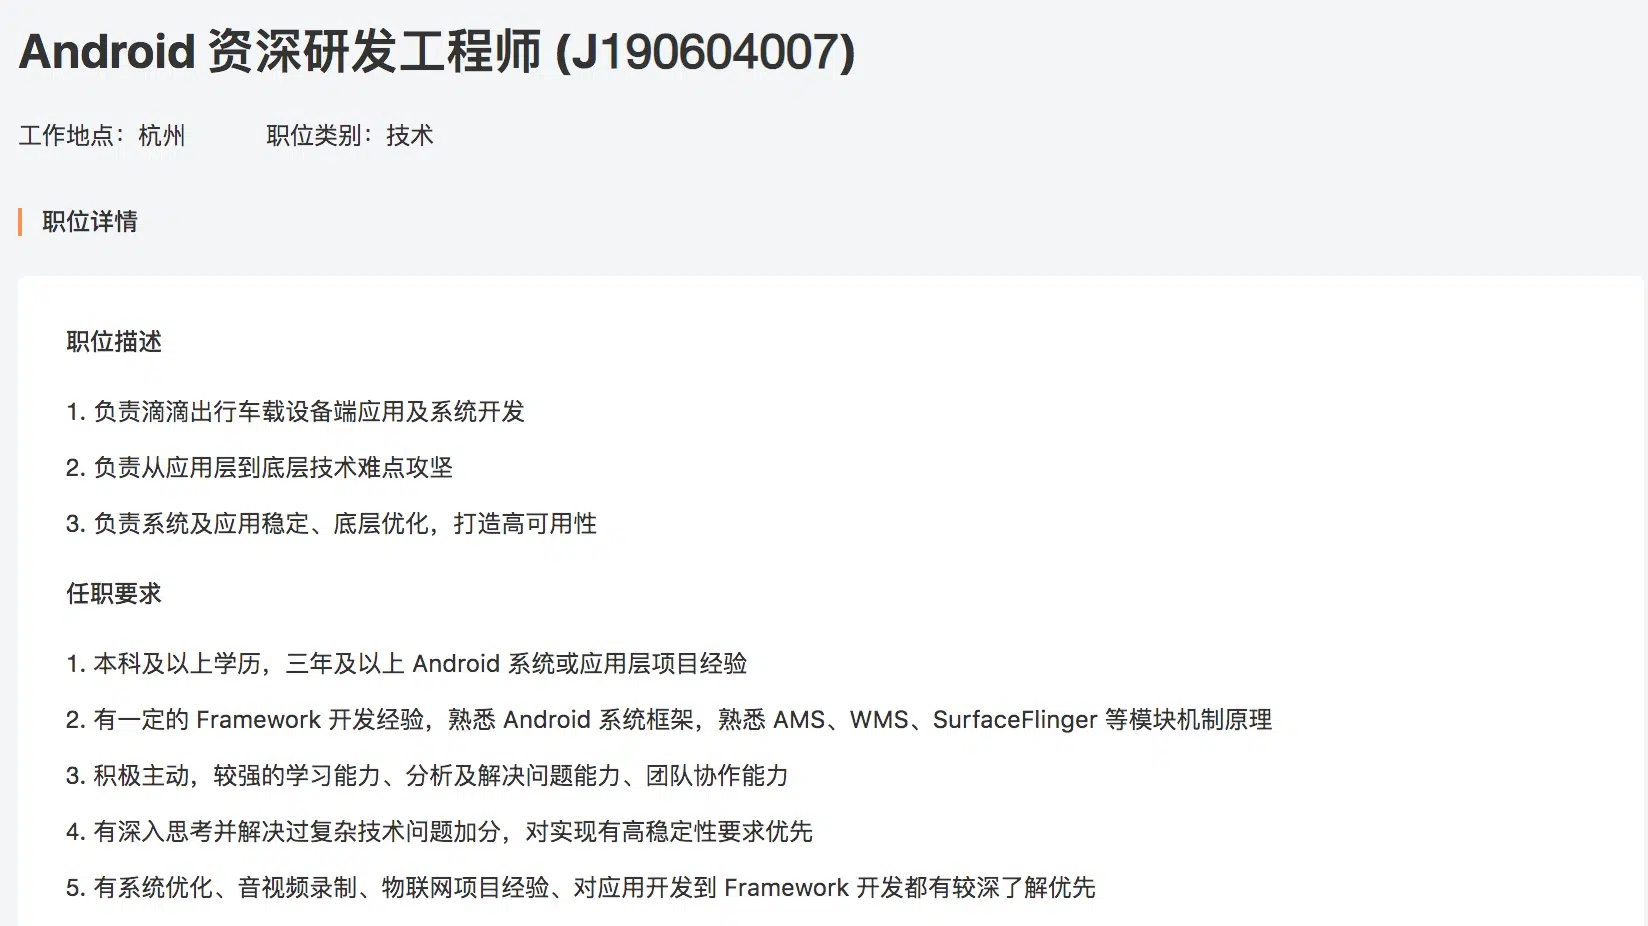 Android 资深研发工程师 (J190604007)
工作地点：杭州 职位类别：技术
职位详情
职位描述
1. 负责滴滴出行车载设备端应用及系统开发
2. 负责从应用层到底层技术难点攻坚
3. 负责系统及应用稳定、底层优化，打造高可用性
任职要求
1. 本科及以上学历，三年及以上 Android 系统或应用层项目经验
2. 有一定的 Framework 开发经验，熟悉 Android 系统框架，熟悉 AMS、WMS、SurfaceFlinger 等模块机制原理
3. 积极主动，较强的学习能力、分析及解决问题能力、团队协作能力
4. 有深入思考并解决过复杂技术问题加分，对实现有高稳定性要求优先
5. 有系统优化、音视频录制、物联网项目经验、对应用开发到 Framework 开发都有较深了解优先